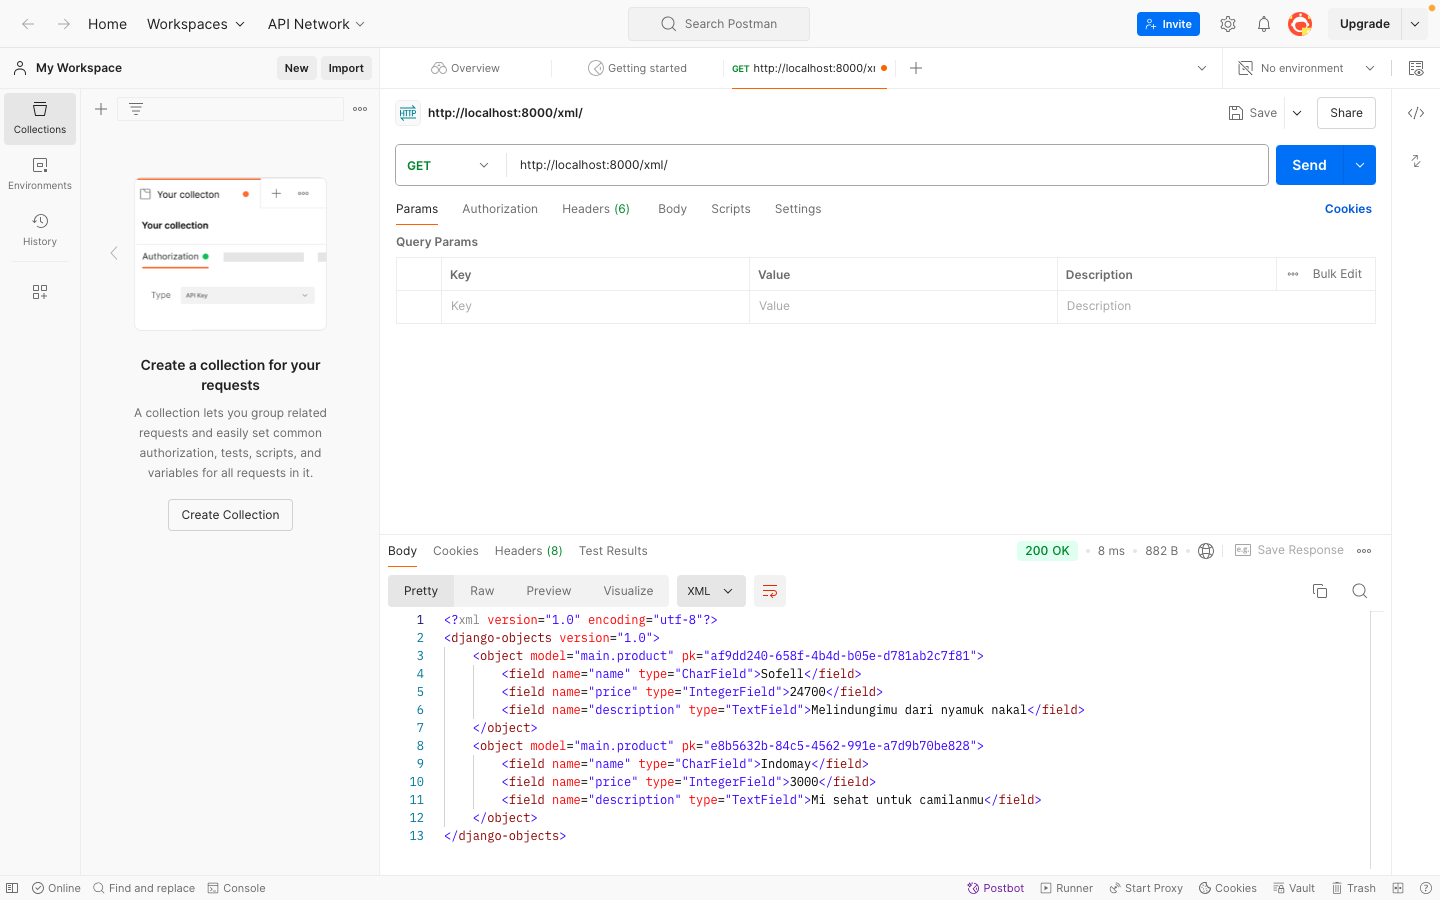 Home
Workspaces
API Network
Search Postman
Invite
Upgrade
My Workspace
New
Import
Overview
Getting started
GET http://localhost:8000/xı
No environment
Collections
Environments
History
Your collecton
Your collection
Authorization
Type
API Key
Create a collection for your
requests
A collection lets you group related
requests and easily set common
authorization, tests, scripts, and
variables for all requests in it.
Create Collection
HTTP
http://localhost:8000/xml/
Save
Share
GET
http://localhost:8000/xml/
Send
Params
Authorization
Headers (6)
Body
Scripts
Settings
Cookies
Query Params
Key
Value
Description
Bulk Edit
Key
Value
Description
Body
Cookies
Headers (8)
Test Results
200 OK
8 ms
882 B
e.g.
Save Response
Pretty
Raw
Preview
Visualize
XML
1 <?xml version="1.0" encoding="utf-8"?>
2 <django-objects version="1.0">
3 <object model="main.product" pk="af9dd240-658f-4b4d-b05e-d781ab2c7f81">
4 <field name="name" type="CharField">Sofell</field>
5 <field name="price" type="IntegerField">24700</field>
6 <field name="description" type="TextField">Melindungimu dari nyamuk nakal</field>
7 </object>
8 <object model="main.product" pk="e8b5632b-84c5-4562-991e-a7d9b70be828">
9 <field name="name" type="CharField">Indomay</field>
10 <field name="price" type="IntegerField">3000</field>
11 <field name="description" type="TextField">Mi sehat untuk camilanmu</field>
12 </object>
13 </django-objects>
Online
Find and replace
Console
Postbot
Runner
Start Proxy
Cookies
Vault
Trash